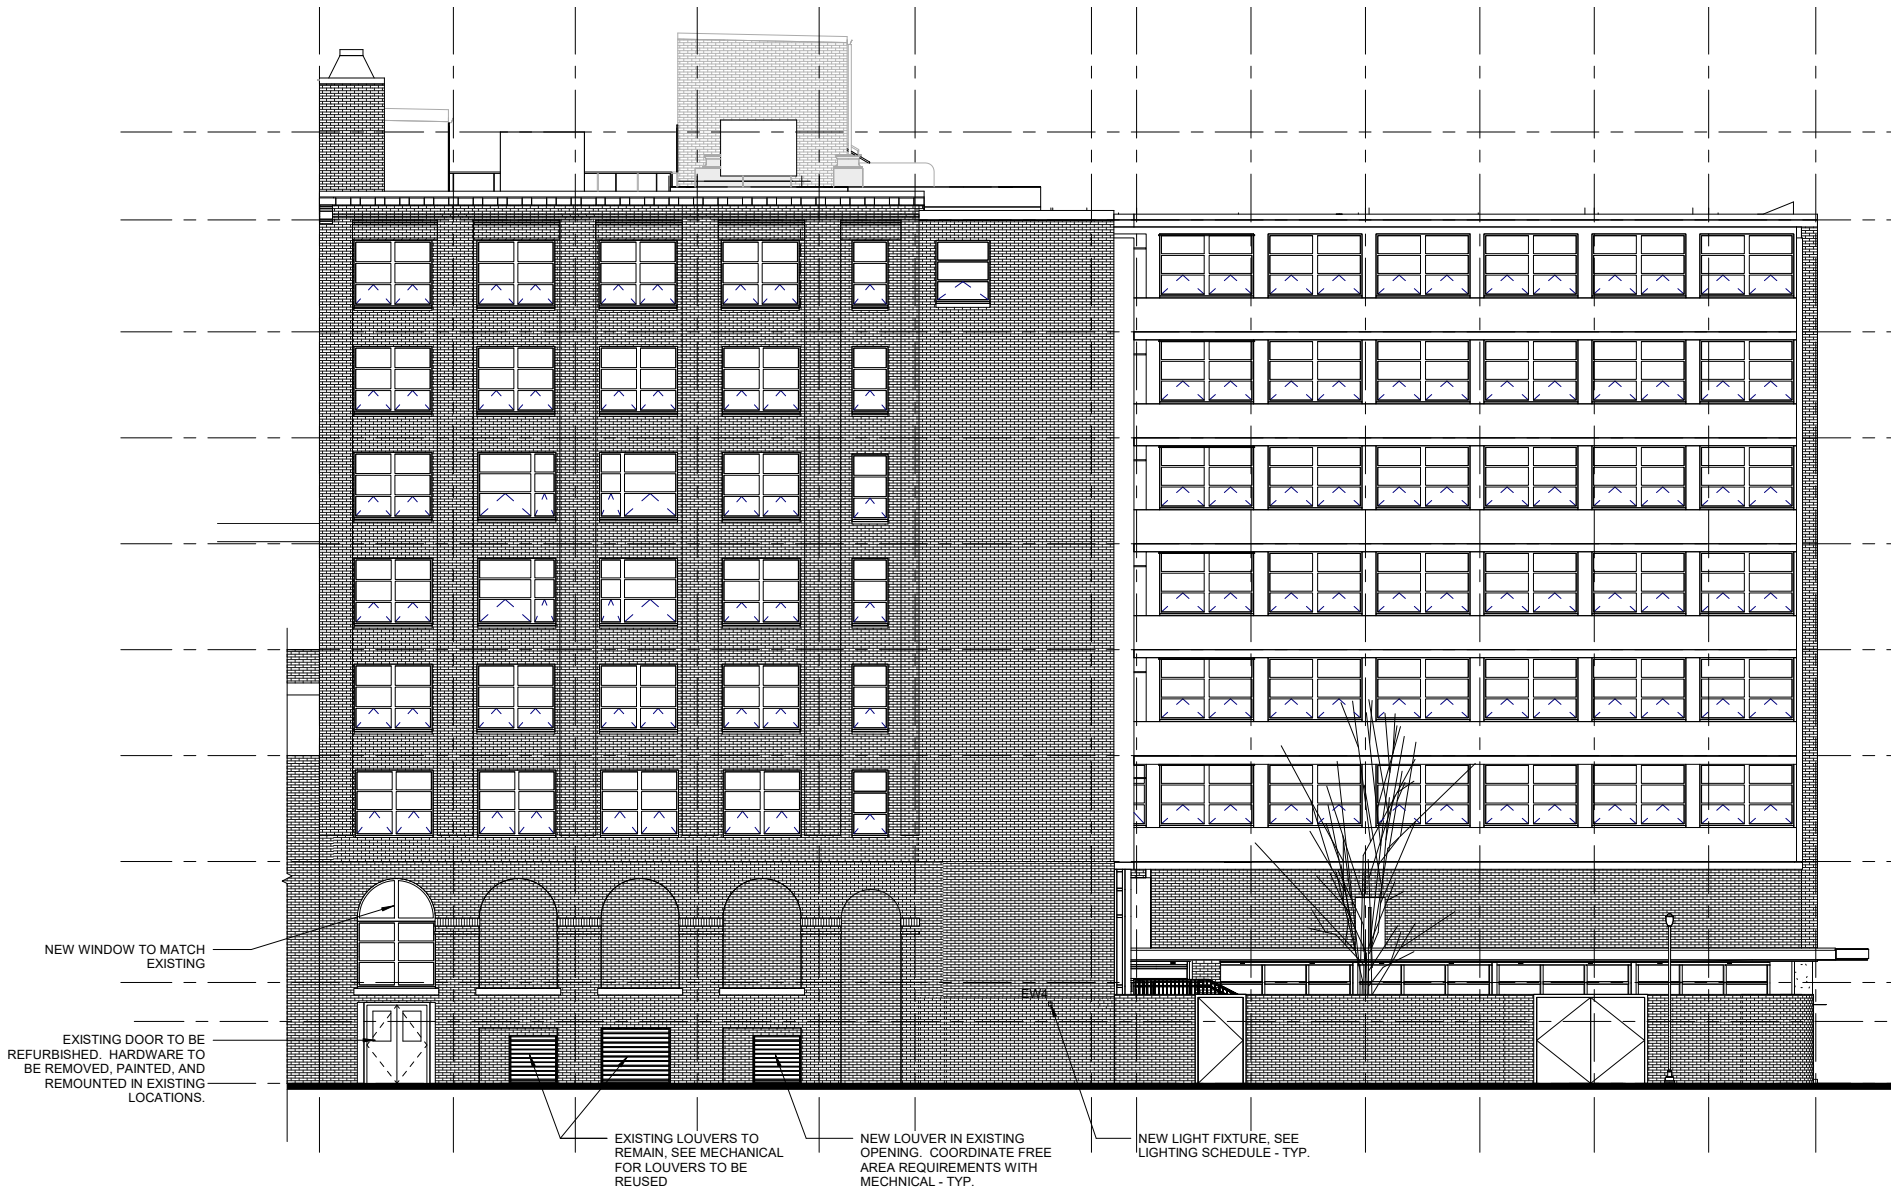 NEW WINDOW TO MATCH
EXISTING
EXISTING DOOR TO BE
REFURBISHED. HARDWARE TO
BE REMOVED, PAINTED, AND
REMOUNTED IN EXISTING
LOCATIONS.
EW4
EXISTING LOUVERS TO
REMAIN, SEE MECHANICAL
FOR LOUVERS TO BE
REUSED
NEW LOUVER IN EXISTING
OPENING. COORDINATE FREE
AREA REQUIREMENTS WITH
MECHNICAL - TYP.
NEW LIGHT FIXTURE, SEE
LIGHTING SCHEDULE - TYP.